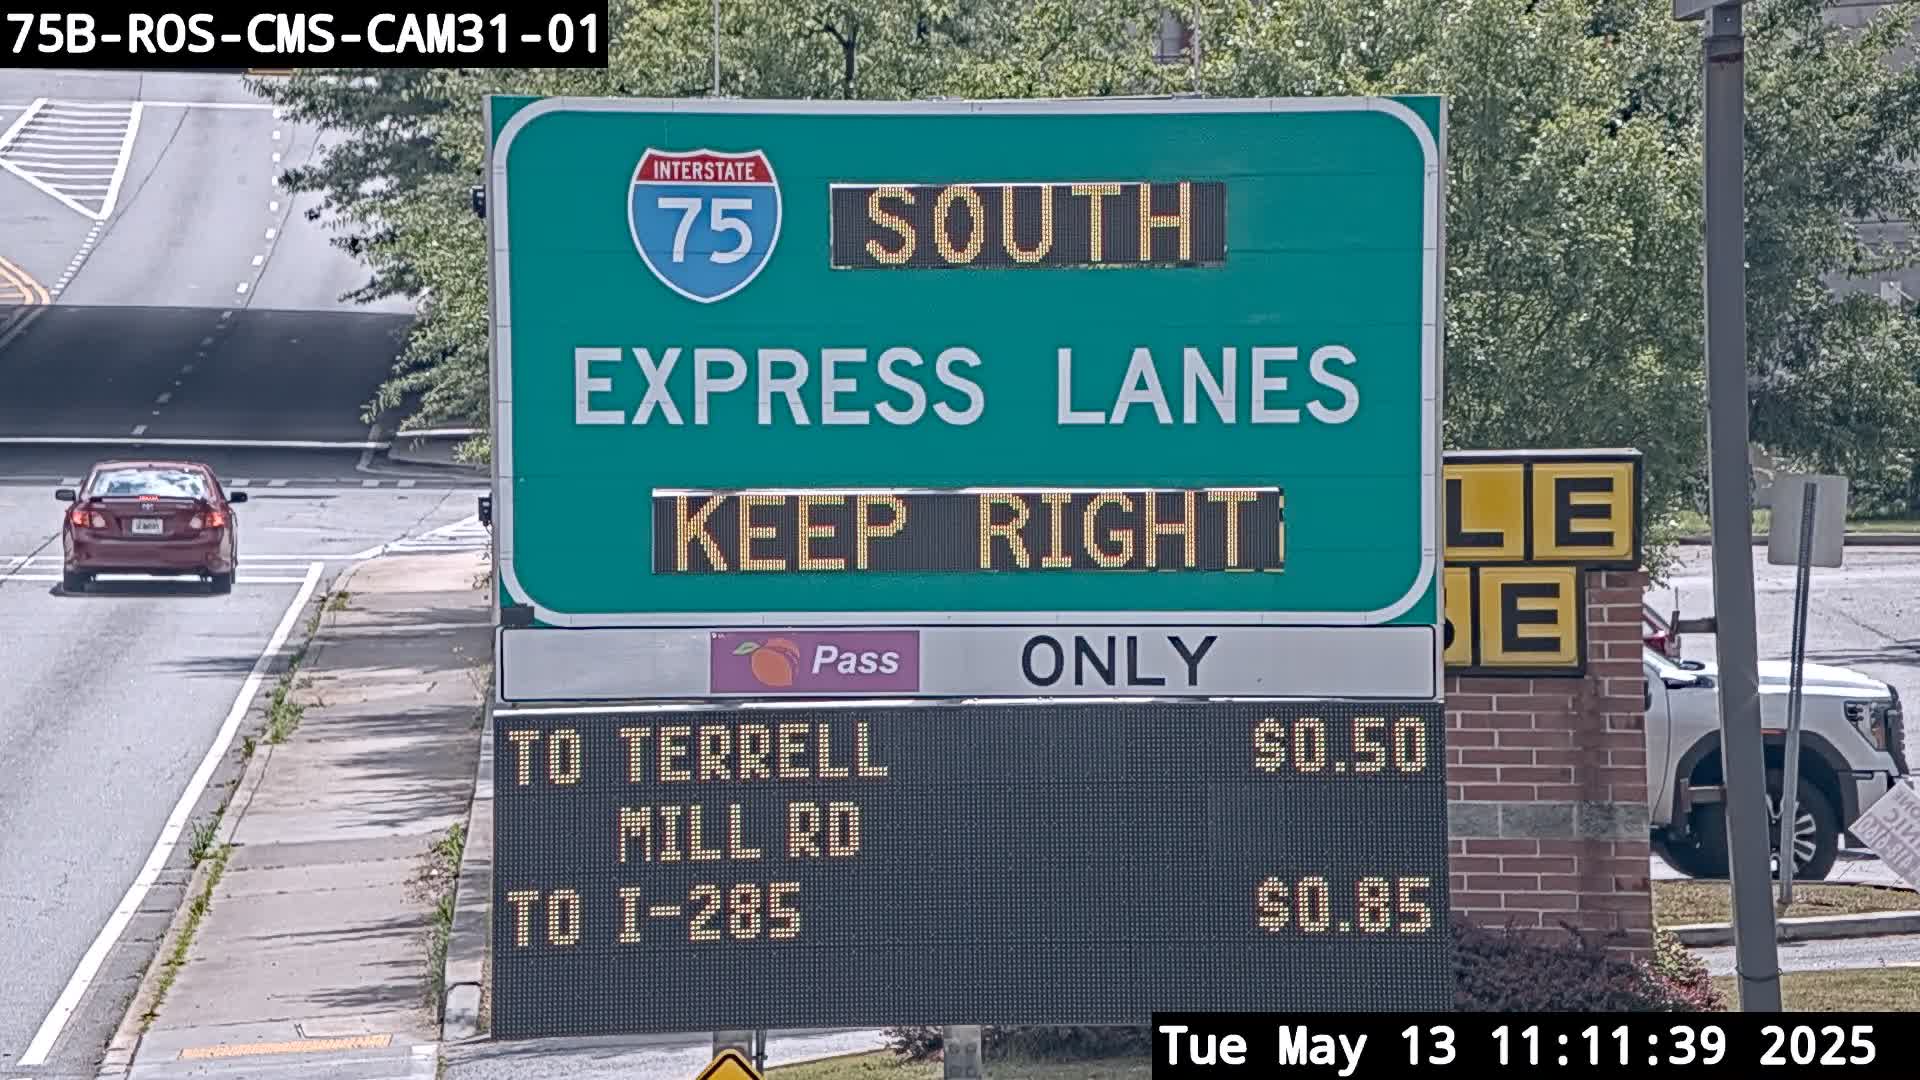 75B-ROS-CMS-CAM31-01
INTERSTATE
75
SOUTH
EXPRESS LANES
KEEP RIGHT
Pass ONLY
TO TERRELL $0.50
MILL RD
TO I-285 $0.85
LE
E
Tue May 13 11:11:39 2025